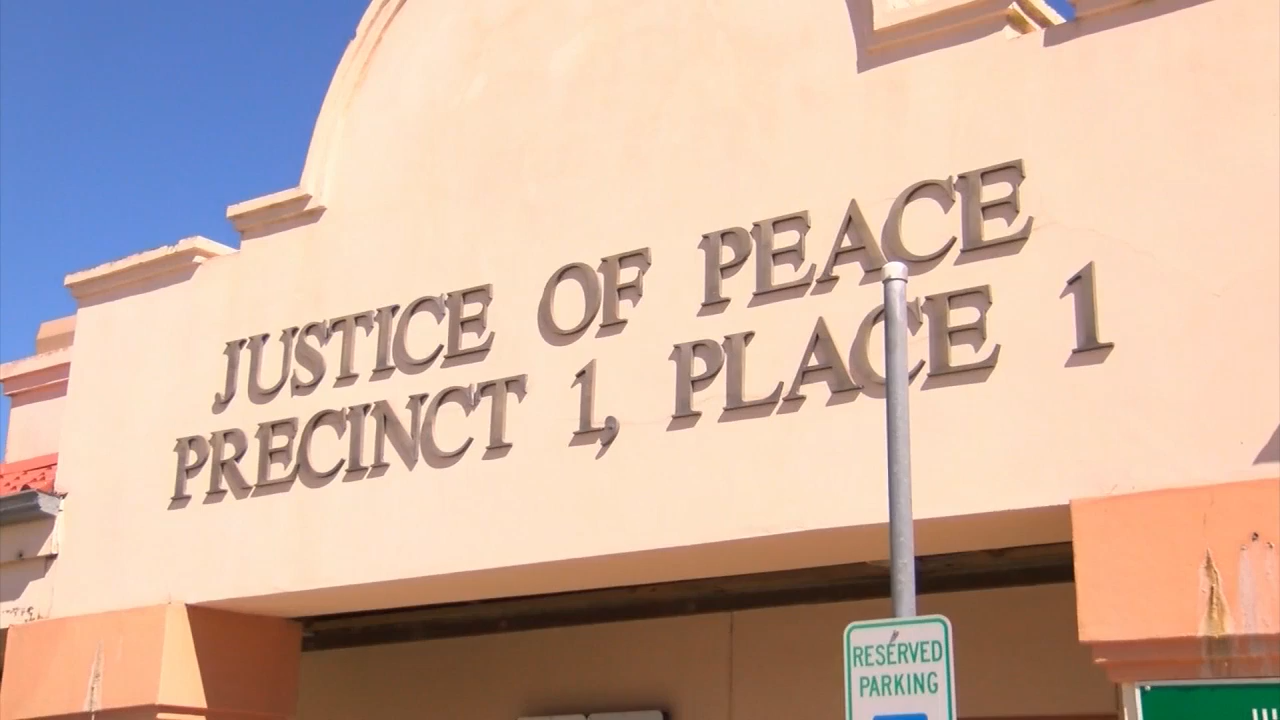 JUSTICE OF PEACE
PRECINCT 1, PLACE 1
RESERVED
PARKING